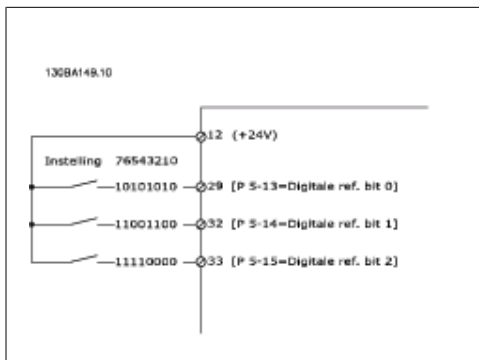 130BA149.10
12 (+24V)
Instelling 76543210
10101010 29 [P 5-13=Digitale ref. bit 0]
11001100 32 [P 5-14=Digitale ref. bit 1]
11110000 33 [P 5-15=Digitale ref. bit 2]